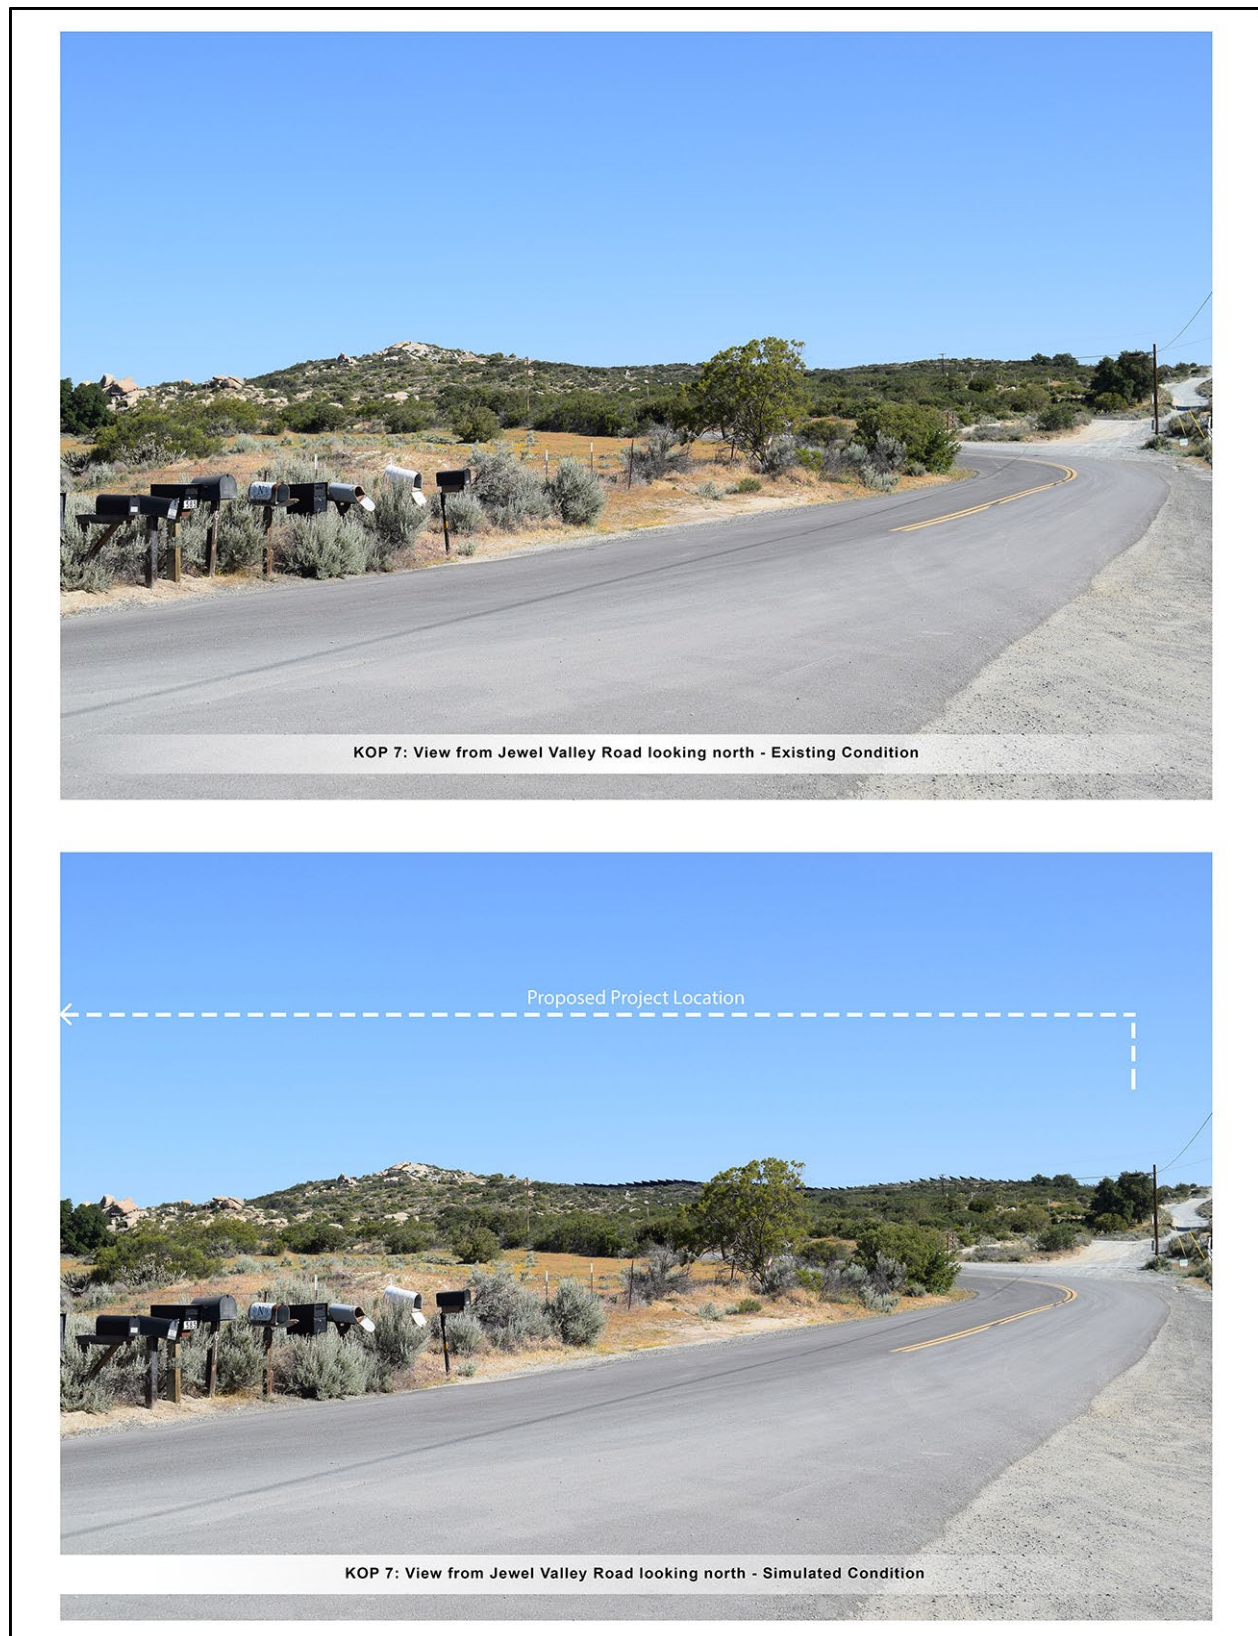 KOP 7: View from Jewel Valley Road looking north - Existing Condition
Proposed Project Location
KOP 7: View from Jewel Valley Road looking north - Simulated Condition